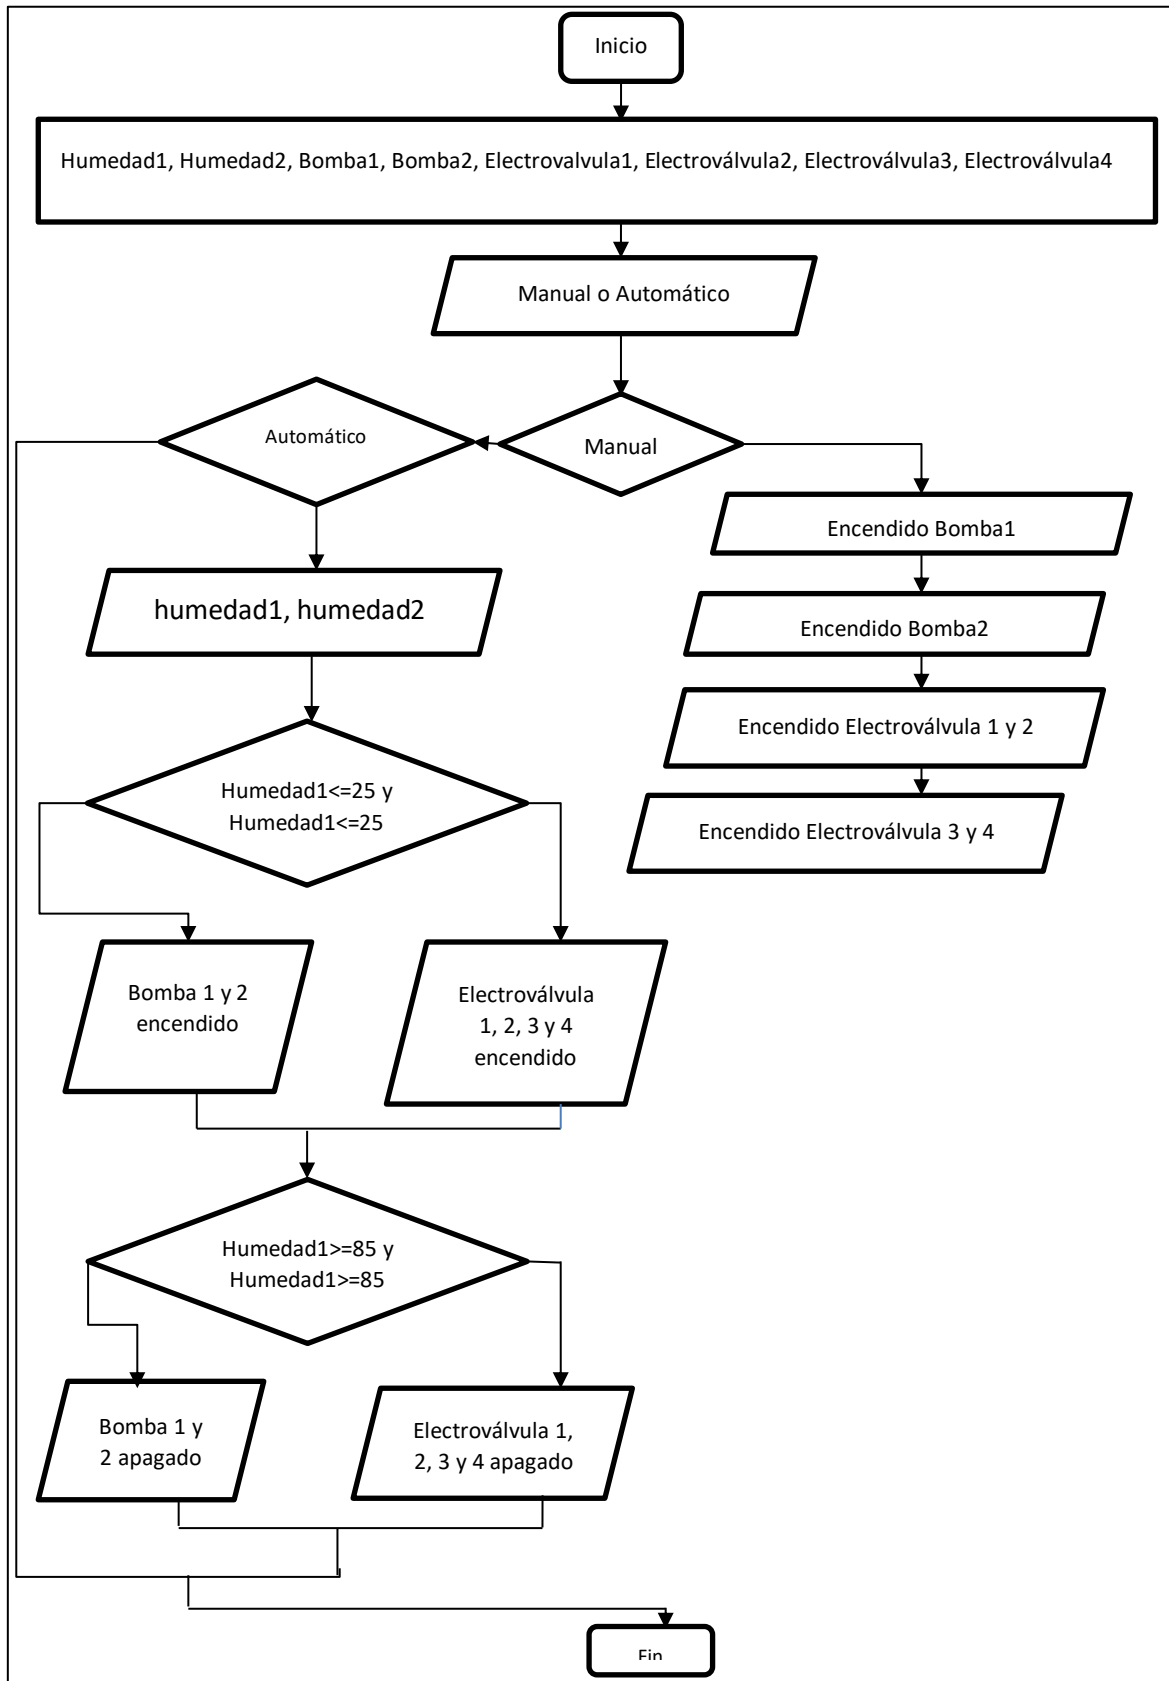 Inicio
Humedad1, Humedad2, Bomba1, Bomba2, Electrovalvula1, Electroválvula2, Electroválvula3, Electroválvula4
Manual o Automático
Automático
Manual
Encendido Bomba1
humedad1, humedad2
Encendido Bomba2
Encendido Electroválvula 1 y 2
Humedad1<=25 y
Humedad1<=25
Encendido Electroválvula 3 y 4
Bomba 1 y 2
encendido
Electroválvula
1, 2, 3 y 4
encendido
Humedad1>=85 y
Humedad1>=85
Bomba 1 y
2 apagado
Electroválvula 1,
2, 3 y 4 apagado
Fin